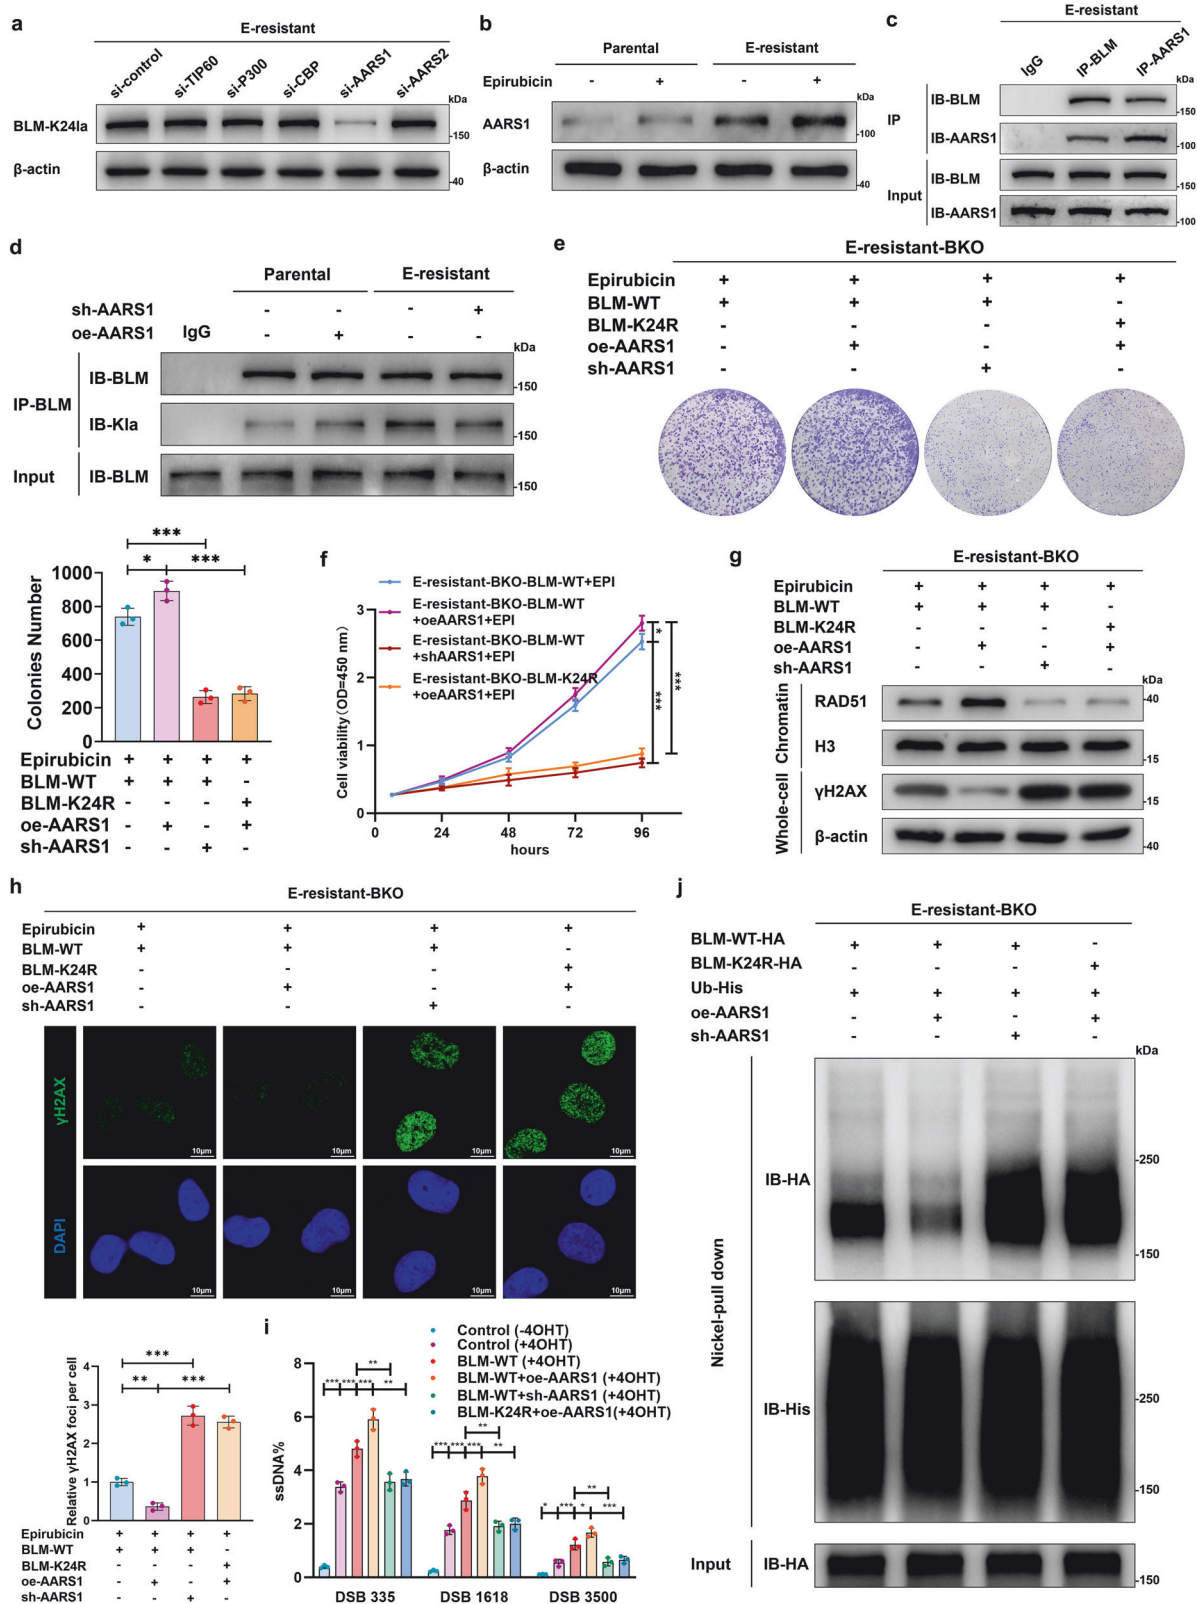 a
E-resistant
si-control si-TIP60 si-P300 si-CBP si-AARS1 si-AARS2
kDa
BLM-K24la
-150
β-actin
-40
b
Parental E-resistant
Epirubicin - + - +
kDa
AARS1
-100
β-actin
-40
c
E-resistant
IgG IP-BLM IP-AARS1
kDa
IP
IB-BLM
-150
IB-AARS1
-100
Input
IB-BLM
-150
IB-AARS1
-100
d
Parental E-resistant
sh-AARS1 - - - +
oe-AARS1 IgG - + - -
kDa
IP-BLM
IB-BLM
-150
IB-Kla
-150
Input IB-BLM
-150
e
E-resistant-BKO
Epirubicin + + + +
BLM-WT + + + -
BLM-K24R - - - +
oe-AARS1 - + - +
sh-AARS1 - - + -
Colonies Number
1000
800
600
400
200
0
***
* ***
Epirubicin + + + +
BLM-WT + + + -
BLM-K24R - - - +
oe-AARS1 - + - +
sh-AARS1 - - + -
f
E-resistant-BKO-BLM-WT+EPI
E-resistant-BKO-BLM-WT
+oeAARS1+EPI
E-resistant-BKO-BLM-WT
+shAARS1+EPI
E-resistant-BKO-BLM-K24R
+oeAARS1+EPI
Cell viability (OD=450 nm)
3
2
1
0
* *** ***
0 24 48 72 96
hours
g
E-resistant-BKO
Epirubicin + + + +
BLM-WT + + + -
BLM-K24R - - - +
oe-AARS1 - + - +
sh-AARS1 - - + -
kDa
Chromatin
RAD51
-40
H3
-15
Whole-cell
γH2AX
-15
β-actin
-40
h
E-resistant-BKO
Epirubicin + + + +
BLM-WT + + + -
BLM-K24R - - - +
oe-AARS1 - + - +
sh-AARS1 - - + -
γH2AX
10μm 10μm 10μm 10μm
DAPI
10μm 10μm 10μm 10μm
Relative γH2AX foci per cell
4
3
2
1
0
***
** ***
Epirubicin + + + +
BLM-WT + + + -
BLM-K24R - - - +
oe-AARS1 - + - +
sh-AARS1 - - + -
i
Control (-4OHT)
Control (+4OHT)
BLM-WT (+4OHT)
BLM-WT+oe-AARS1 (+4OHT)
BLM-WT+sh-AARS1 (+4OHT)
BLM-K24R+oe-AARS1(+4OHT)
ssDNA%
8
6
4
2
0
**
*** *** *** **
**
*** *** *** **
**
* *** * ***
DSB 335 DSB 1618 DSB 3500
j
E-resistant-BKO
BLM-WT-HA + + + -
BLM-K24R-HA - - - +
Ub-His + + + +
oe-AARS1 - + - +
sh-AARS1 - - + -
kDa
Nickel-pull down
IB-HA
-250
-150
IB-His
-250
-150
Input IB-HA
-150